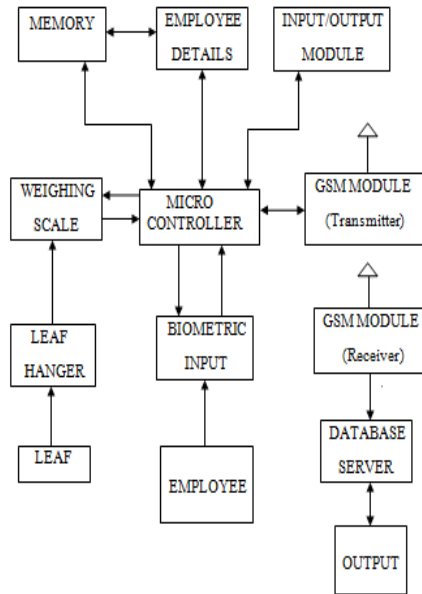 MEMORY
EMPLOYEE
DETAILS
INPUT/OUTPUT
MODULE
WEIGHING
SCALE
MICRO
CONTROLLER
GSM MODULE
(Transmitter)
LEAF
HANGER
BIOMETRIC
INPUT
GSM MODULE
(Receiver)
LEAF
EMPLOYEE
DATABASE
SERVER
OUTPUT